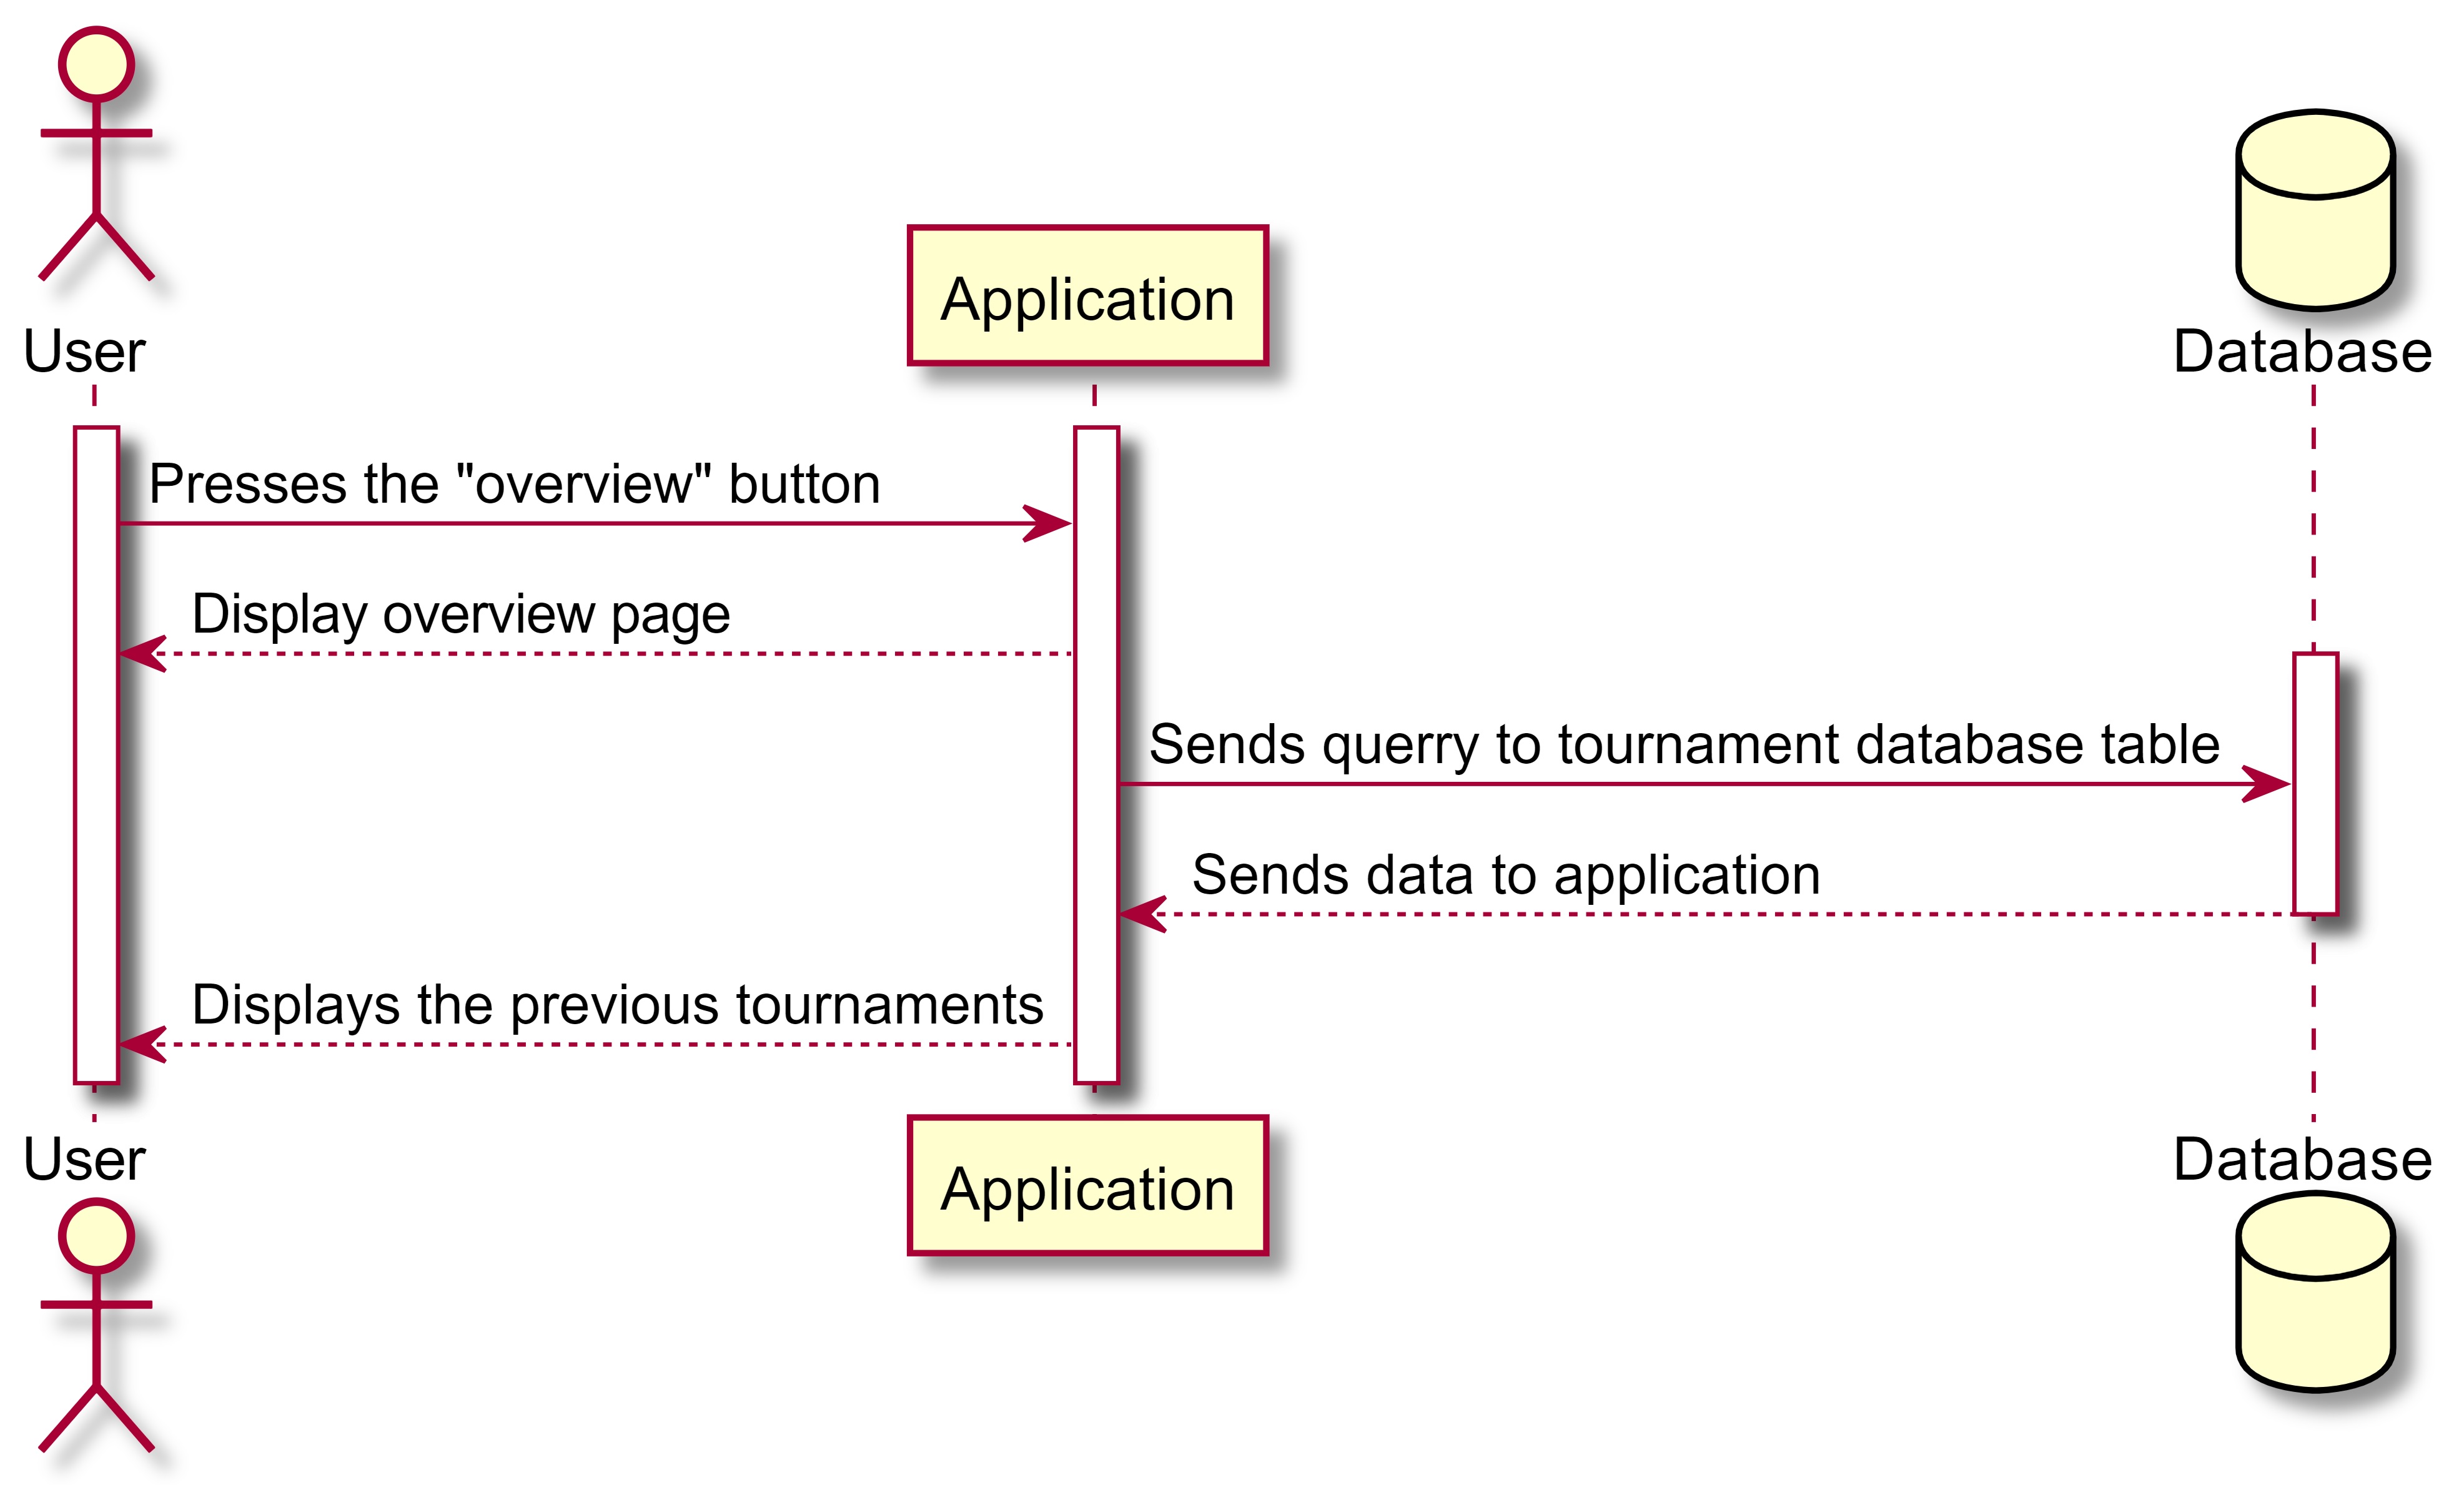 User
Application
Database
Presses the "overview" button
Display overview page
Sends querry to tournament database table
Sends data to application
Displays the previous tournaments
User
Application
Database